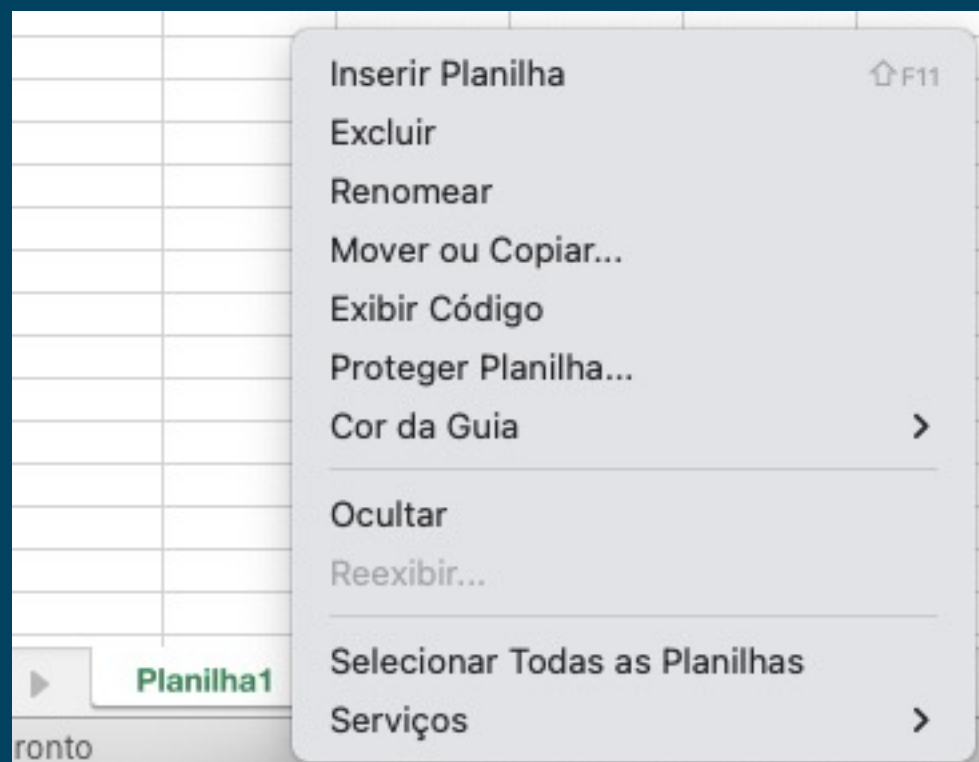 Inserir Planilha ⇧F11
Excluir
Renomear
Mover ou Copiar...
Exibir Código
Proteger Planilha...
Cor da Guia
Ocultar
Reexibir...
Selecionar Todas as Planilhas
Serviços
Planilha1
ronto